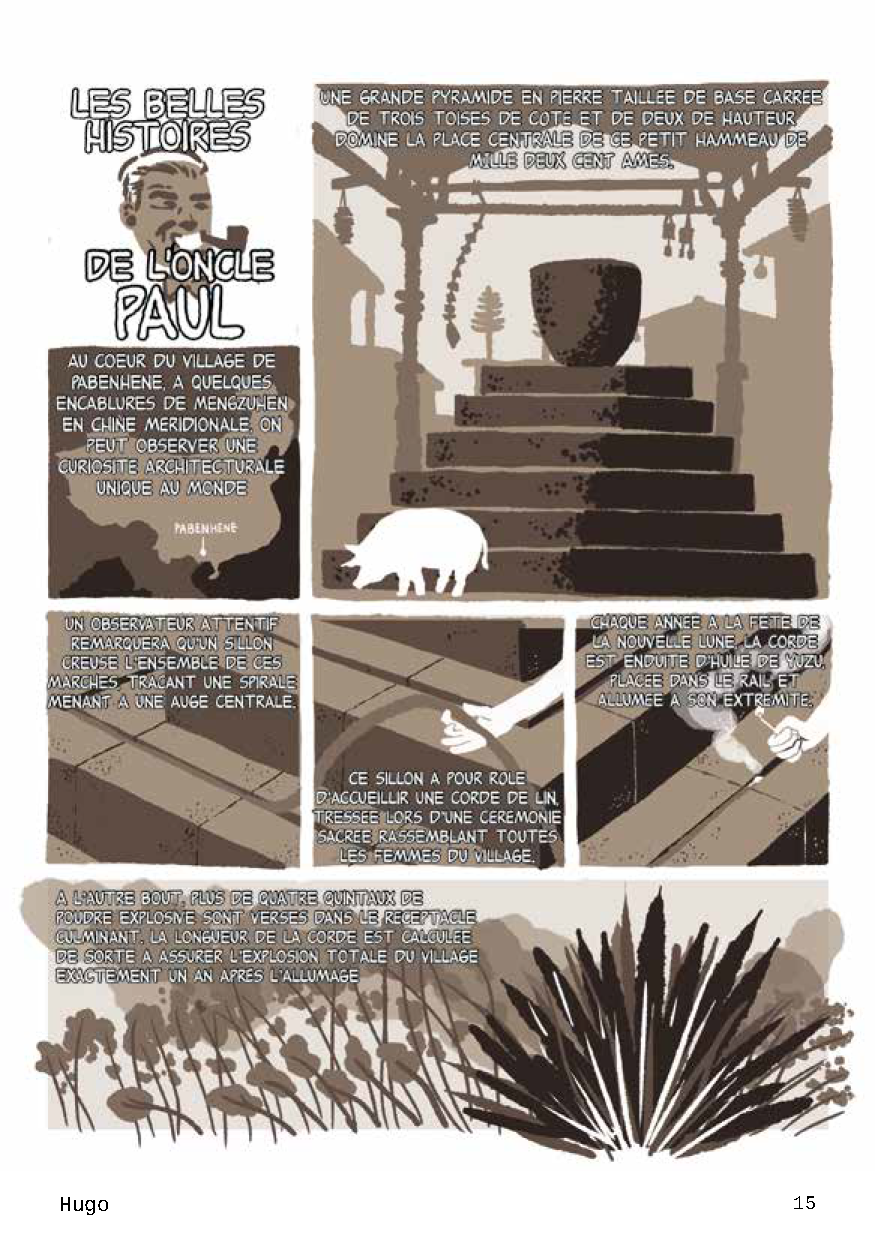 LES BELLES
HISTOIRES
DE L'ONCLE
PAUL
AU COEUR DU VILLAGE DE
PABENHENE, A QUELQUES
ENCABLURES DE MENGZUHEN
EN CHINE MERIDIONALE, ON
PEUT OBSERVER UNE
CURIOSITE ARCHITECTURALE
UNIQUE AU MONDE
PABENHENE
UNE GRANDE PYRAMIDE EN PIERRE TAILLEE DE BASE CARREE
DE TROIS TOISES DE COTE ET DE DEUX DE HAUTEUR
DOMINE LA PLACE CENTRALE DE CE PETIT HAMMEAU DE
MILLE DEUX CENT AMES.
UN OBSERVATEUR ATTENTIF
REMARQUERA QU'UN SILLON
CREUSE L'ENSEMBLE DE CES
MARCHES, TRACANT UNE SPIRALE
MENANT A UNE AUGE CENTRALE.
CE SILLON A POUR ROLE
D'ACCUEILLIR UNE CORDE DE LIN,
TRESSEE LORS D'UNE CEREMONIE
SACREE RASSEMBLANT TOUTES
LES FEMMES DU VILLAGE.
CHAQUE ANNEE A LA FETE DE
LA NOUVELLE LUNE, LA CORDE
EST ENDUITE D'HUILE DE YUZU,
PLACEE DANS LE RAIL ET
ALLUMEE A SON EXTREMITE.
A L'AUTRE BOUT, PLUS DE QUATRE QUINTAUX DE
POUDRE EXPLOSIVE SONT VERSES DANS LE RECEPTACLE
CULMINANT. LA LONGUEUR DE LA CORDE EST CALCULEE
DE SORTE A ASSURER L'EXPLOSION TOTALE DU VILLAGE
EXACTEMENT UN AN APRES L'ALLUMAGE
Hugo
15